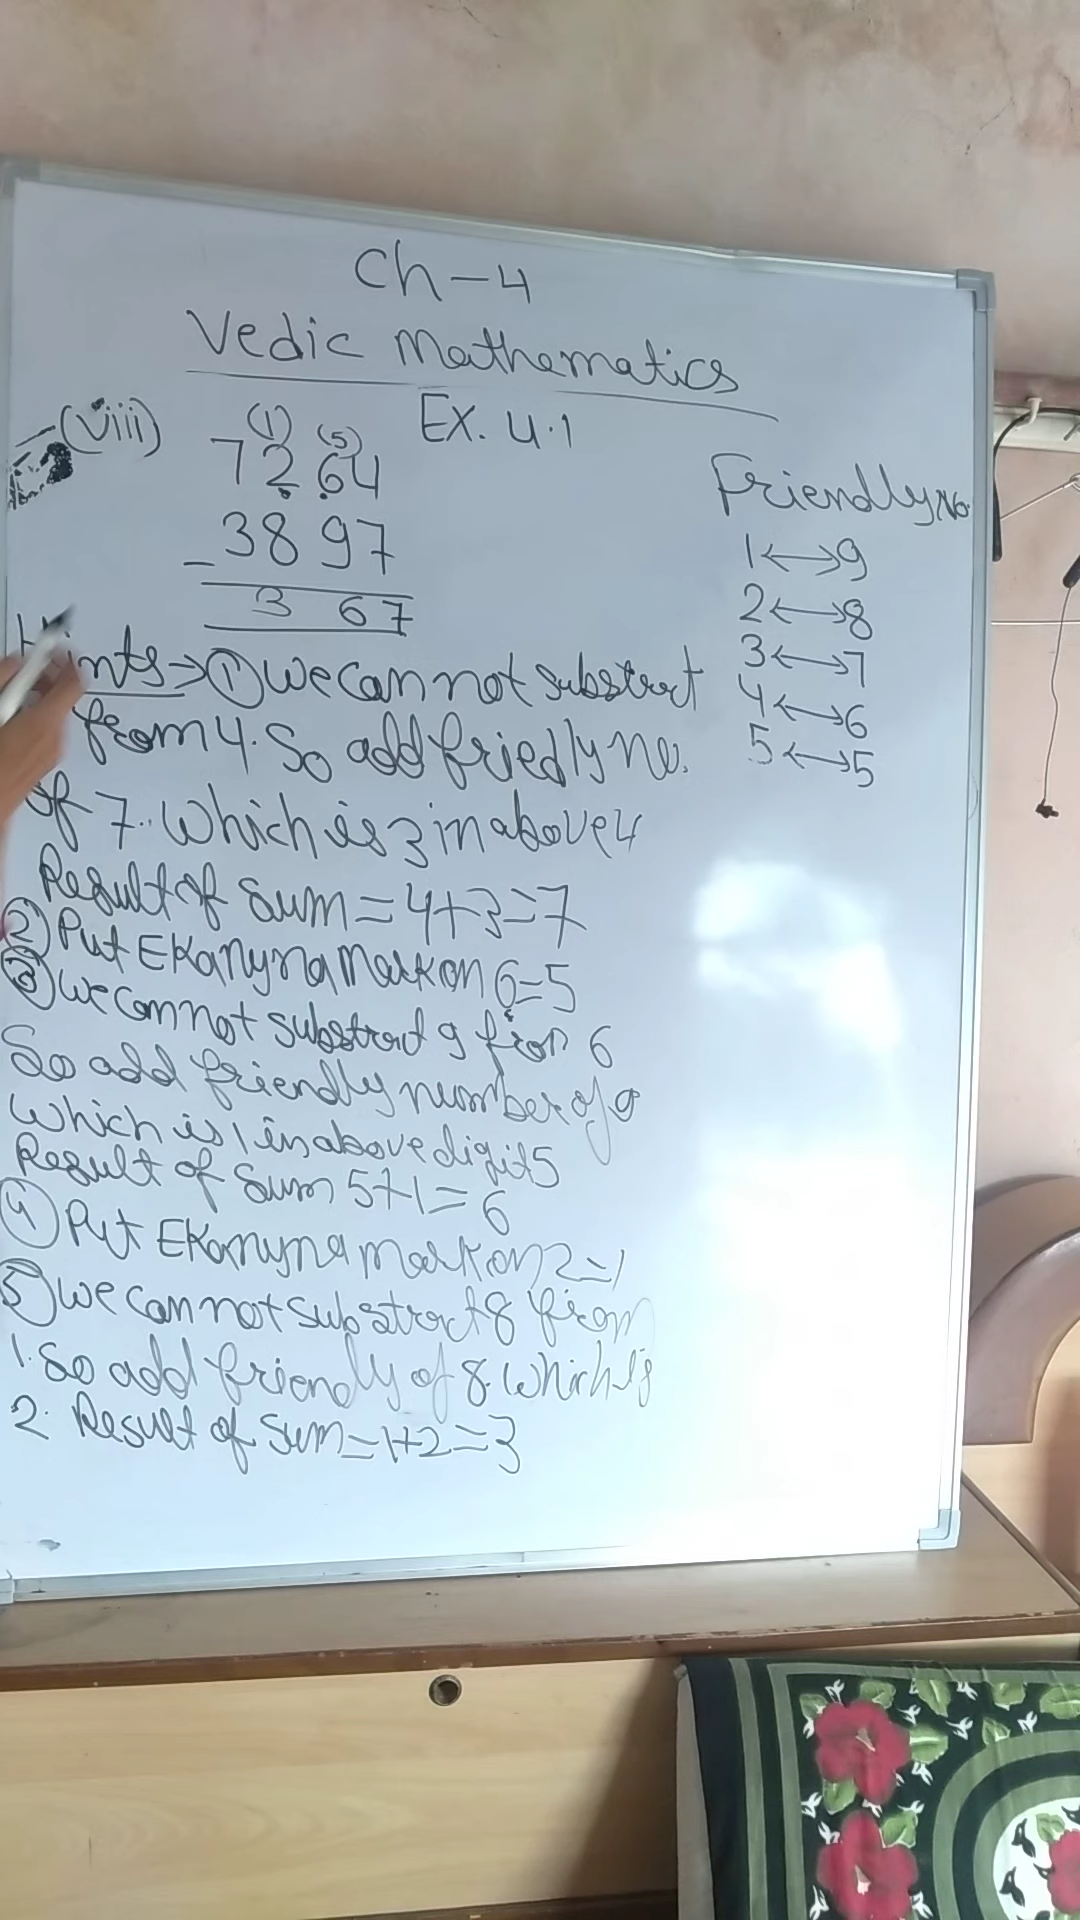 Ch-4
Vedic Mathematics
Ex. 4.1
(viii)
(1) (5)
7264
- 3897
3 67
Friendly No.
1↔9
2↔8
3↔7
4↔6
5↔5
Hints → ① We can not substract
from 4. So add friedly no.
of 7. Which is 3 in above 4
Result of Sum = 4+3=7
② Put Ekanyna mark on 6=5
③ We can not substract 9 from 6
So add friendly number of 9
Which is 1 in above digit 5
Result of Sum 5+1=6
④ Put Ekanyna mark on 2=1
⑤ We can not substract 8 from
1. So add friendly of 8. Which is
2. Result of Sum=1+2=3